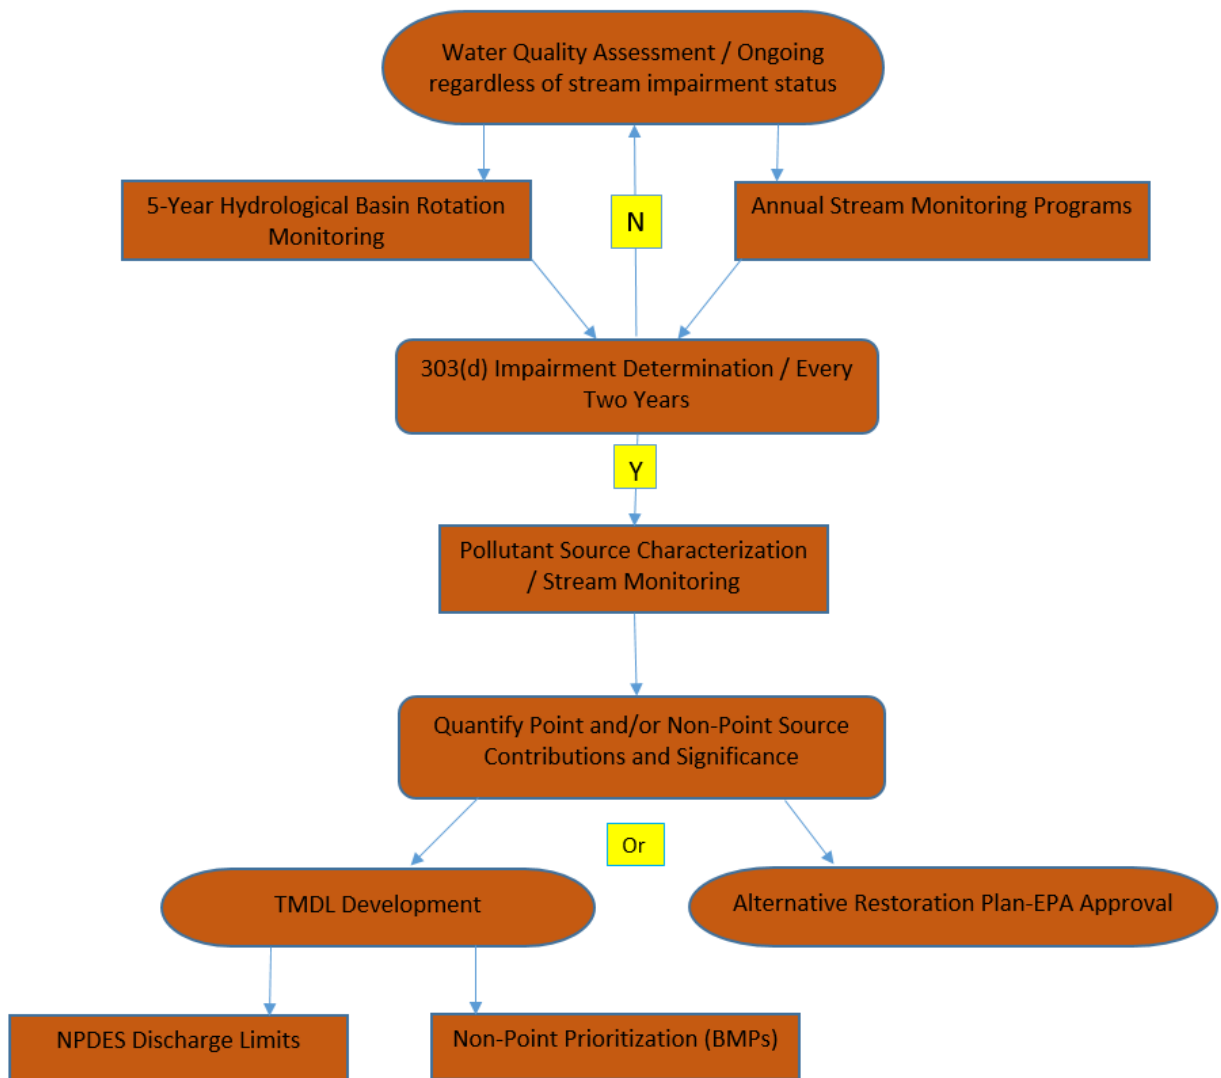 Water Quality Assessment / Ongoing
regardless of stream impairment status
5-Year Hydrological Basin Rotation
Monitoring
N
Annual Stream Monitoring Programs
303(d) Impairment Determination / Every
Two Years
Y
Pollutant Source Characterization
/ Stream Monitoring
Quantify Point and/or Non-Point Source
Contributions and Significance
Or
TMDL Development
Alternative Restoration Plan-EPA Approval
NPDES Discharge Limits
Non-Point Prioritization (BMPs)